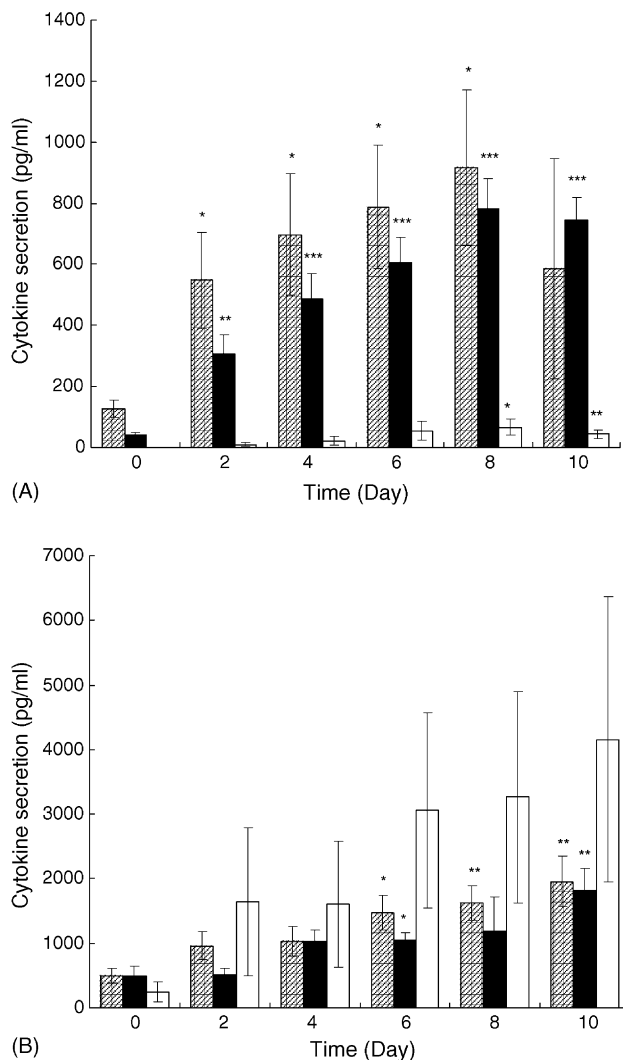 1400
1200
1000
800
600
400
200
0
Cytokine secretion (pg/ml)
* * * * *
** *** *** *** ***
* **
0 2 4 6 8 10
Time (Day)
(A)
7000
6000
5000
4000
3000
2000
1000
0
Cytokine secretion (pg/ml)
* * ** ** **
0 2 4 6 8 10
Time (Day)
(B)